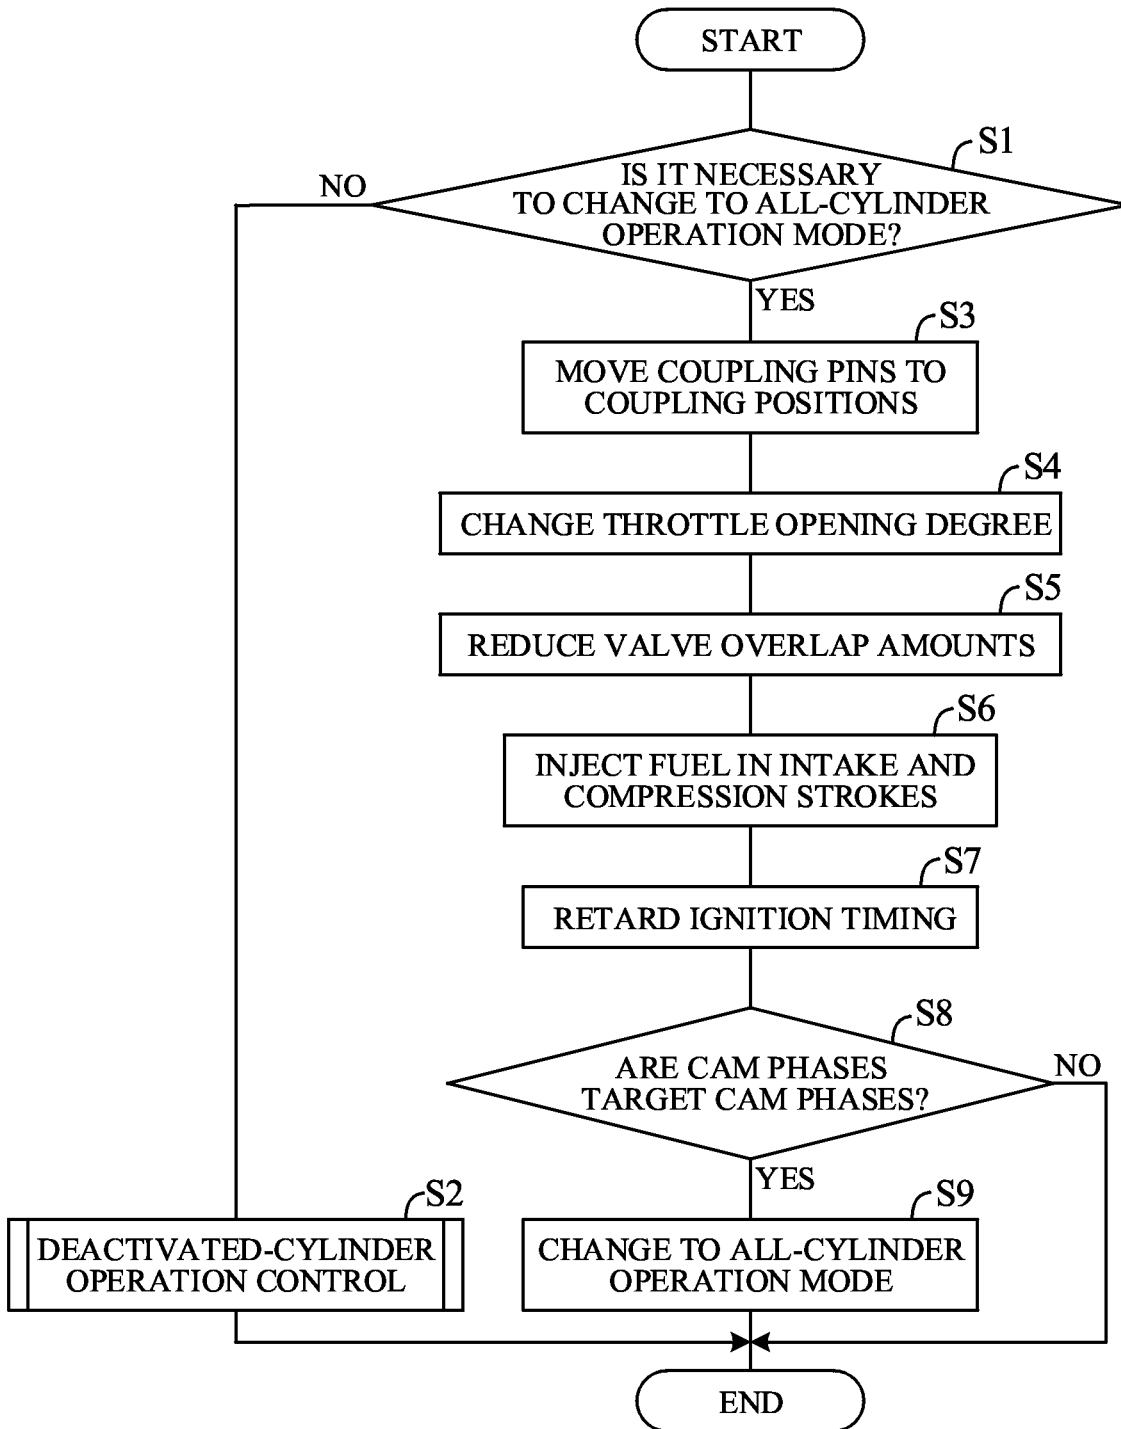 START
S1
IS IT NECESSARY
TO CHANGE TO ALL-CYLINDER
OPERATION MODE?
NO
YES
S3
MOVE COUPLING PINS TO
COUPLING POSITIONS
S4
CHANGE THROTTLE OPENING DEGREE
S5
REDUCE VALVE OVERLAP AMOUNTS
S6
INJECT FUEL IN INTAKE AND
COMPRESSION STROKES
S7
RETARD IGNITION TIMING
S8
ARE CAM PHASES
TARGET CAM PHASES?
NO
YES
S2
DEACTIVATED-CYLINDER
OPERATION CONTROL
S9
CHANGE TO ALL-CYLINDER
OPERATION MODE
END